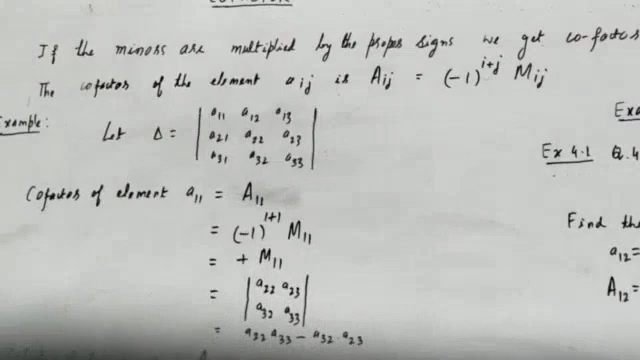 If the minors are multiplied by the proper signs we get co-factors
The cofactor of the element aij is Aij = (-1)^i+j Mij
Example:
Let Δ = | a11 a12 a13 |
| a21 a22 a23 |
| a31 a32 a33 |
Cofactor of element a11 = A11
= (-1)^1+1 M11
= + M11
= | a22 a23 |
| a32 a33 |
= a22 a33 - a32 . a23
Exa
Ex 4.1 Q.4
Find the
a12 =
A12 =